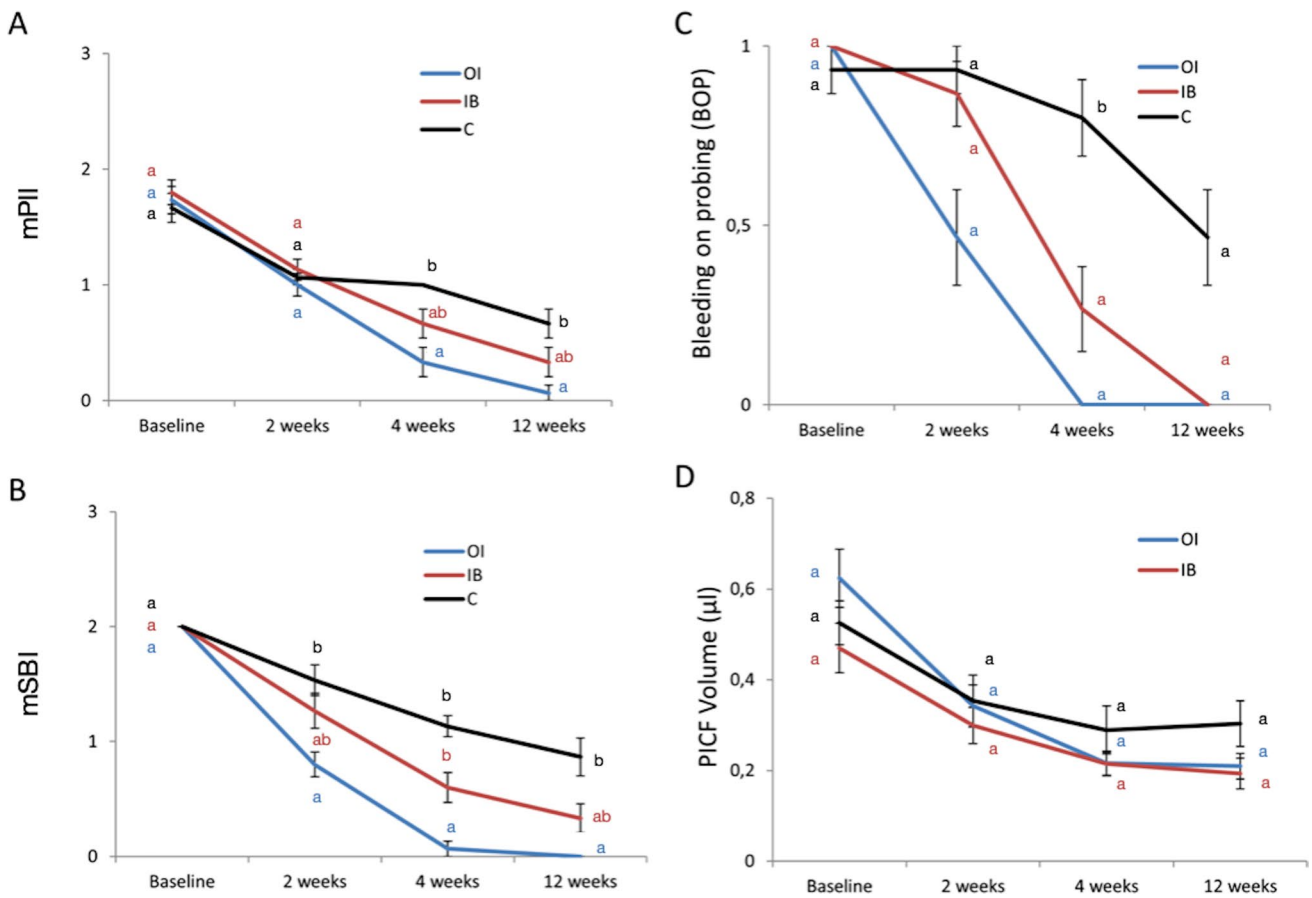 A
mPII
3
2
1
0
OI
IB
C
a
a
a
a
a
a
b
ab
a
b
ab
a
Baseline 2 weeks 4 weeks 12 weeks
B
mSBI
3
2
1
0
OI
IB
C
a
a
a
b
ab
a
b
b
a
b
ab
a
Baseline 2 weeks 4 weeks 12 weeks
C
Bleeding on probing (BOP)
1
0,5
0
OI
IB
C
a
a
a
a
a
a
b
a
a
a
a
a
Baseline 2 weeks 4 weeks 12 weeks
D
PICF Volume (µl)
0,8
0,6
0,4
0,2
0
OI
IB
a
a
a
a
a
a
a
a
a
a
a
a
Baseline 2 weeks 4 weeks 12 weeks